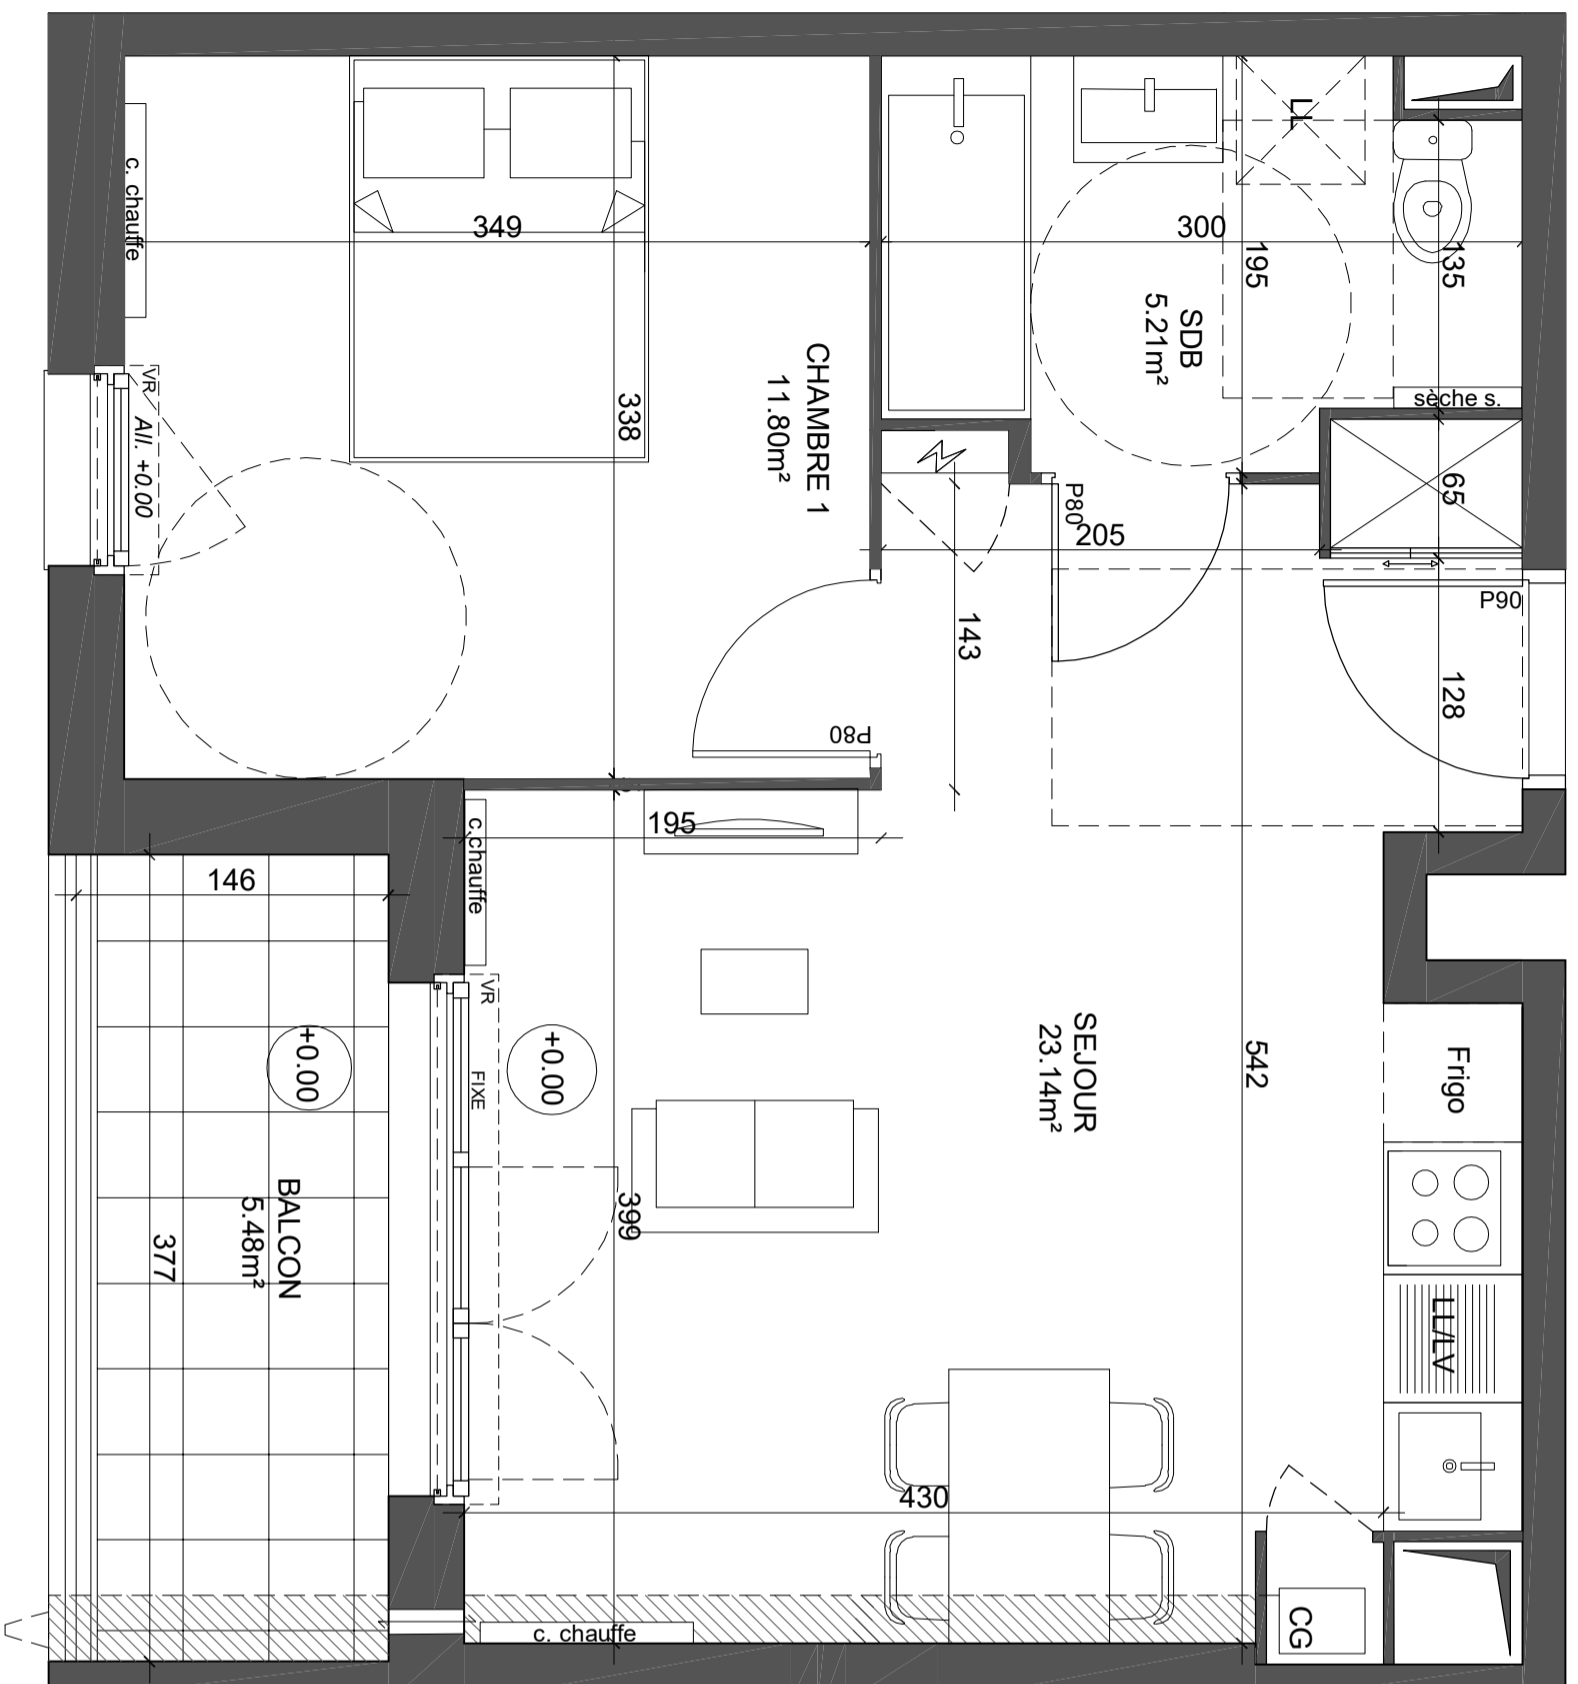 LL
c. chauffe
349
300
195
135
SDB
5.21m²
CHAMBRE 1
11.80m²
338
VR
All. +0.00
sèche s.
65
P80
205
P90
143
128
P80
195
c.chauffe
146
VR
FIXE
+0.00
+0.00
SEJOUR
23.14m²
542
Frigo
BALCON
5.48m²
377
399
LL/LV
430
c. chauffe
CG